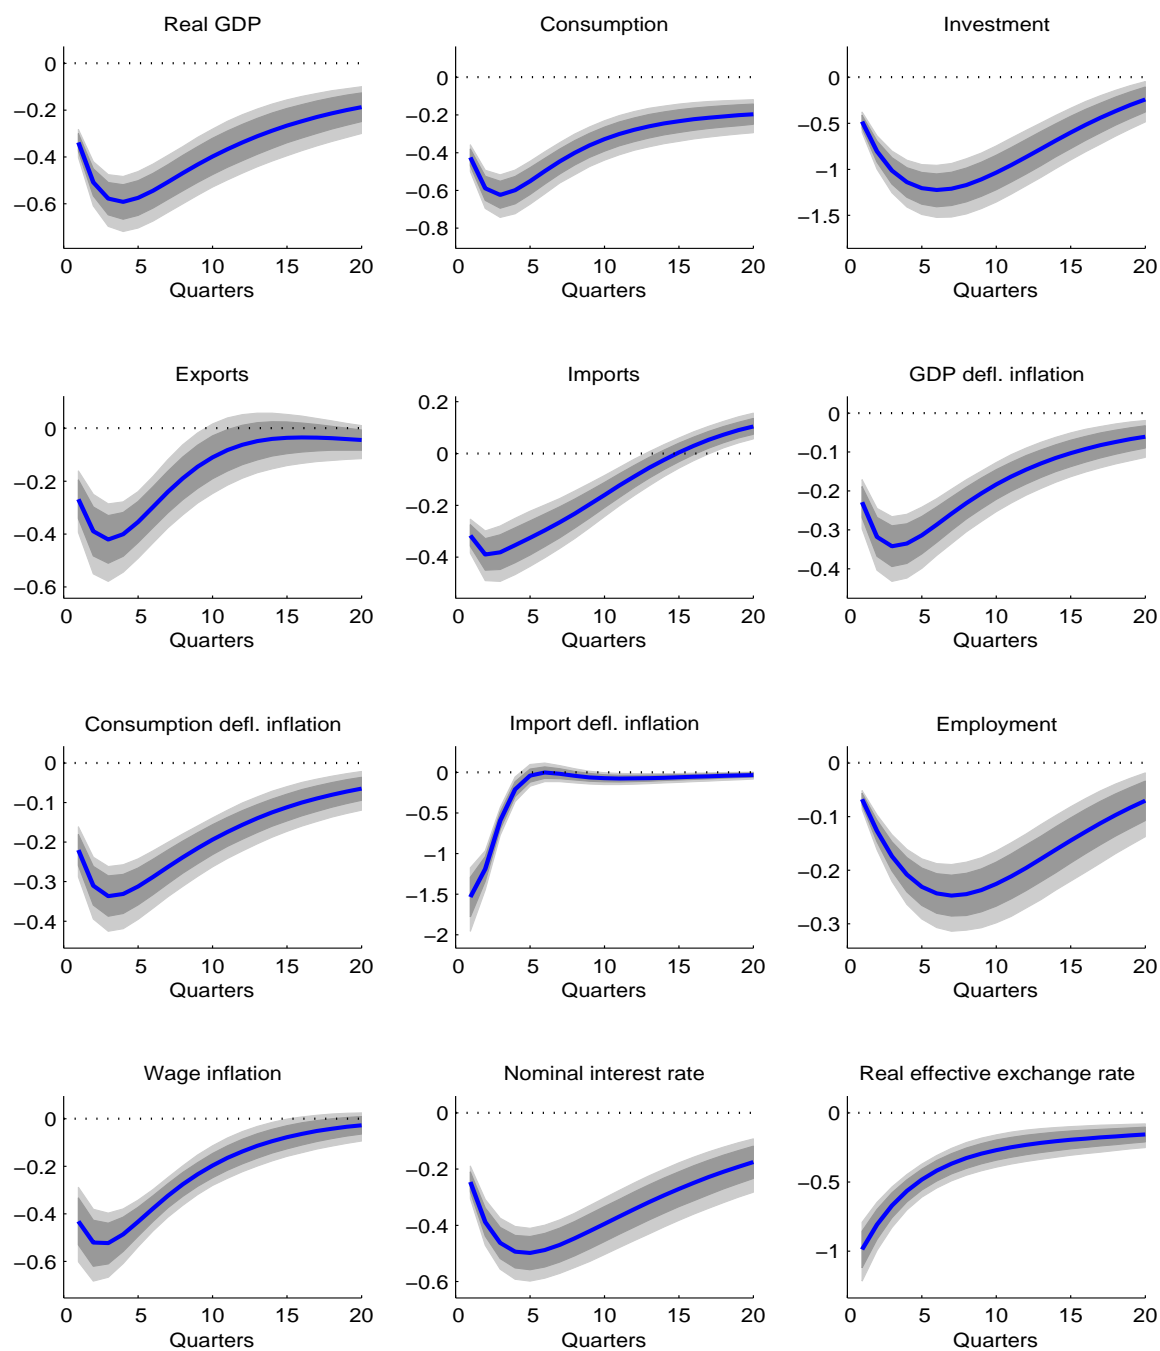 Real GDP
0
−0.2
−0.4
−0.6
0 5 10 15 20
Quarters
Consumption
0
−0.2
−0.4
−0.6
−0.8
0 5 10 15 20
Quarters
Investment
0
−0.5
−1
−1.5
0 5 10 15 20
Quarters
Exports
0
−0.2
−0.4
−0.6
0 5 10 15 20
Quarters
Imports
0.2
0
−0.2
−0.4
0 5 10 15 20
Quarters
GDP defl. inflation
0
−0.1
−0.2
−0.3
−0.4
0 5 10 15 20
Quarters
Consumption defl. inflation
0
−0.1
−0.2
−0.3
−0.4
0 5 10 15 20
Quarters
Import defl. inflation
0
−0.5
−1
−1.5
−2
0 5 10 15 20
Quarters
Employment
0
−0.1
−0.2
−0.3
0 5 10 15 20
Quarters
Wage inflation
0
−0.2
−0.4
−0.6
0 5 10 15 20
Quarters
Nominal interest rate
0
−0.2
−0.4
−0.6
0 5 10 15 20
Quarters
Real effective exchange rate
0
−0.5
−1
0 5 10 15 20
Quarters